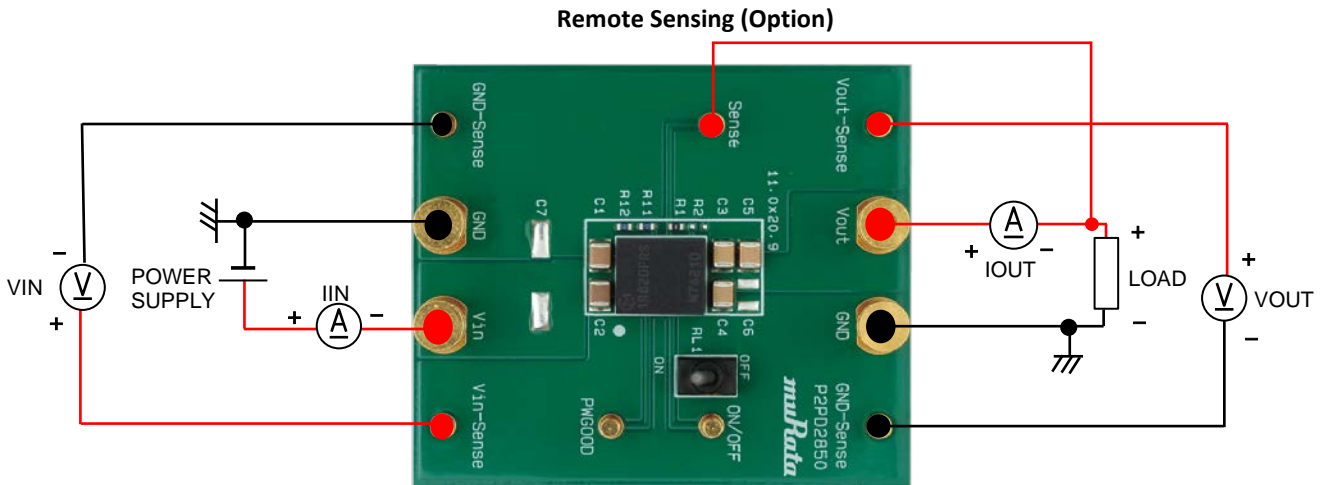 Remote Sensing (Option)
GND-Sense
Sense
Vout-Sense
GND
C7
C1
R12
R11
R1
R2
C3
C5
11.0X20.9
Vout
A
+
-
IOUT
+
LOAD
-
-
VIN
V
+
POWER
SUPPLY
IIN
+
A
-
Vin
C2
C4
C6
GND
+
V
VOUT
-
RL1
OFF
ON
Vin-Sense
PWGOOD
ON/OFF
muRata
P2PD2850
GND-Sense